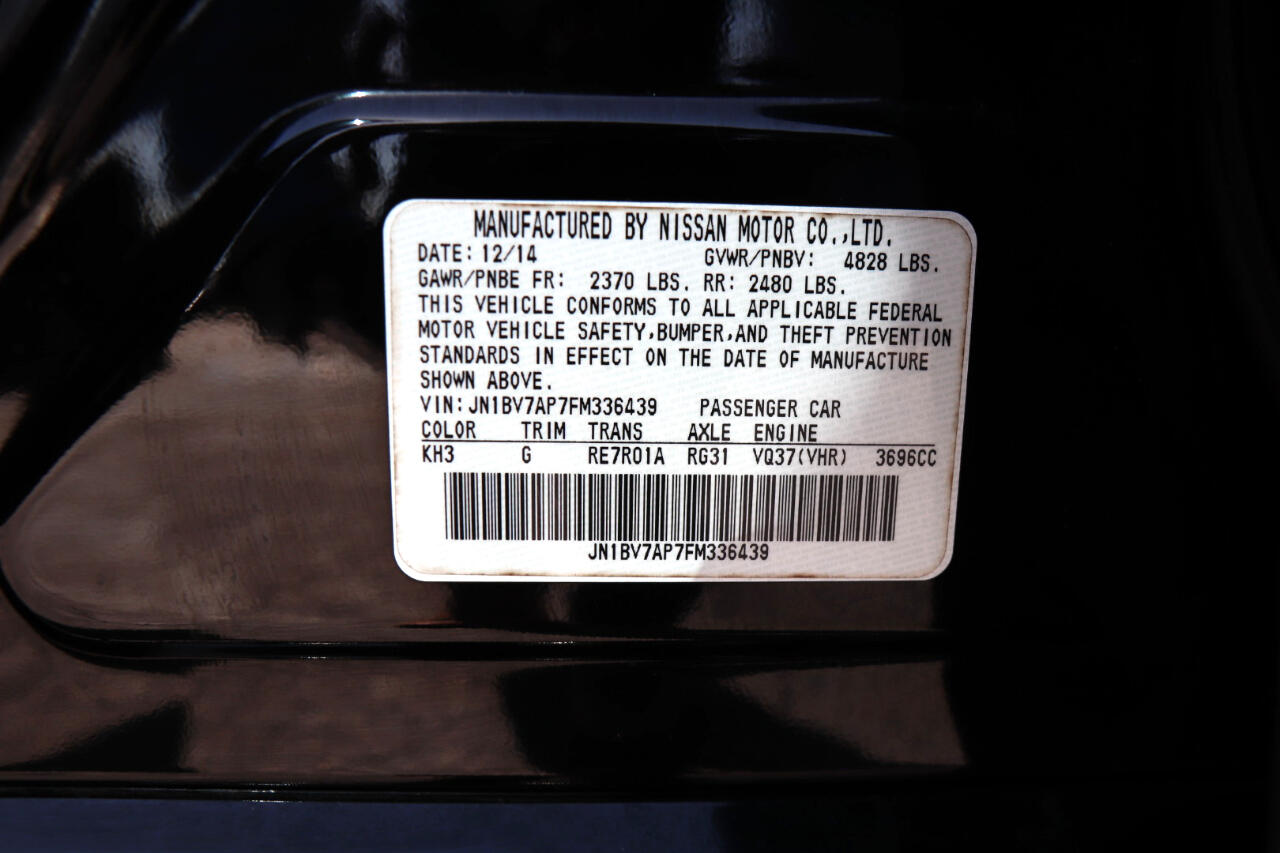 MANUFACTURED BY NISSAN MOTOR CO.,LTD.
DATE: 12/14 GVWR/PNBV: 4828 LBS.
GAWR/PNBE FR: 2370 LBS. RR: 2480 LBS.
THIS VEHICLE CONFORMS TO ALL APPLICABLE FEDERAL
MOTOR VEHICLE SAFETY,BUMPER,AND THEFT PREVENTION
STANDARDS IN EFFECT ON THE DATE OF MANUFACTURE
SHOWN ABOVE.
VIN: JN1BV7AP7FM336439 PASSENGER CAR
COLOR TRIM TRANS AXLE ENGINE
KH3 G RE7R01A RG31 VQ37(VHR) 3696CC
JN1BV7AP7FM336439